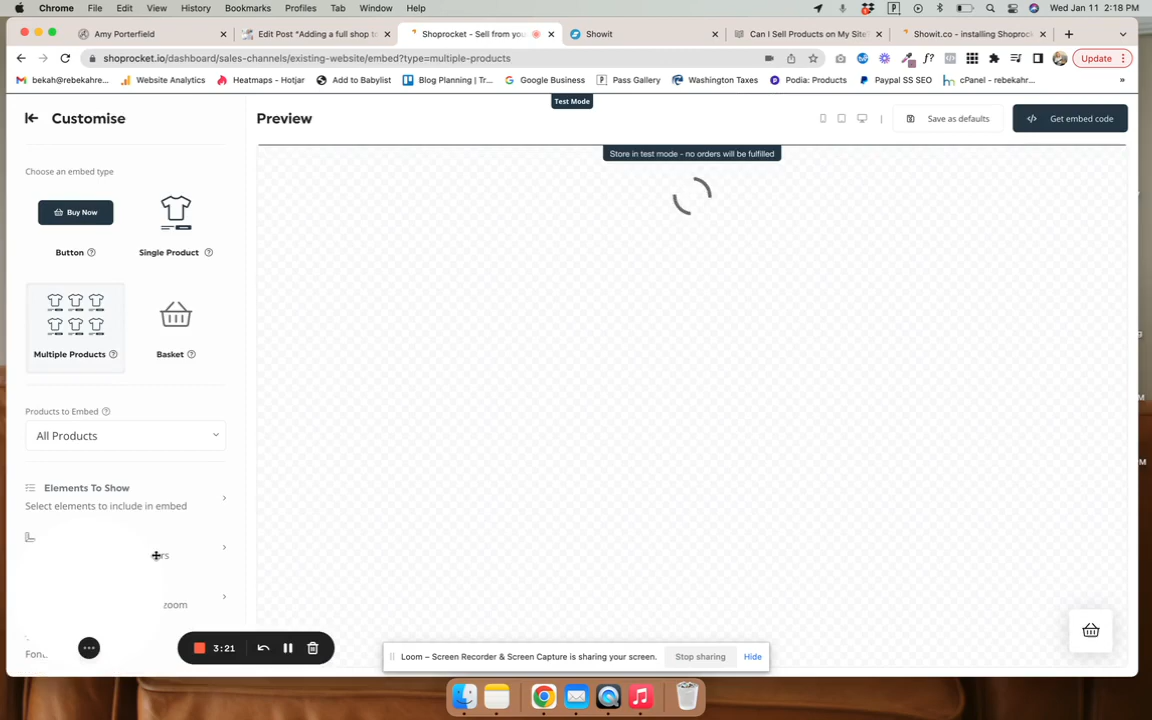 Chrome File Edit View History Bookmarks Profiles Tab Window Help Wed Jan 11 2:18 PM
Amy Porterfield
Edit Post "Adding a full shop to
Shoprocket - Sell from you
Showit
Can I Sell Products on My Site
Showit.co - installing Shoproc
shoprocket.io/dashboard/sales-channels/existing-website/embed?type=multiple-products
Update
bekah@rebekahre...
Website Analytics
Heatmaps - Hotjar
Add to Babylist
Blog Planning | Tr...
Google Business
Pass Gallery
Washington Taxes
Podia: Products
Paypal SS SEO
cPanel - rebekahr...
»
Test Mode
Customise
Preview
Save as defaults
Get embed code
Store in test mode - no orders will be fulfilled
Choose an embed type
Buy Now
Button ?
Single Product ?
Multiple Products ?
Basket ?
Products to Embed ?
All Products
Elements To Show
Select elements to include in embed
rs
zoom
3:21
Loom – Screen Recorder & Screen Capture is sharing your screen.
Stop sharing
Hide